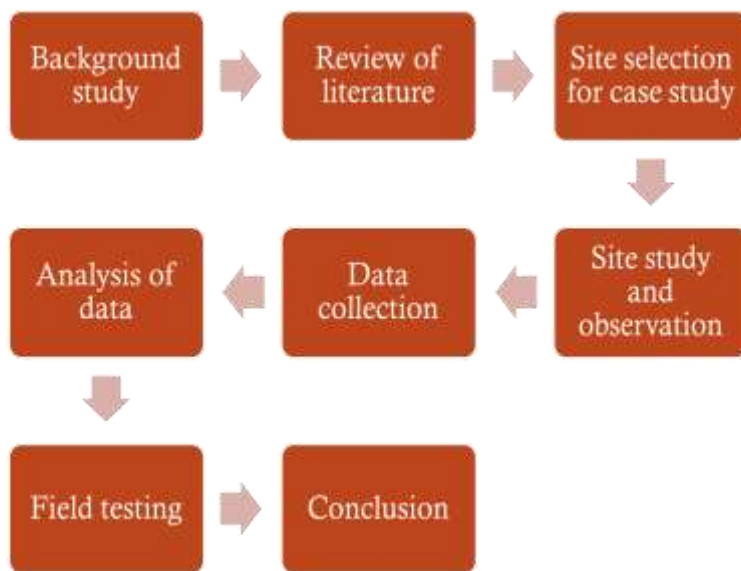 Background
study
Review of
literature
Site selection
for case study
Site study
and
observation
Data
collection
Analysis of
data
Field testing
Conclusion